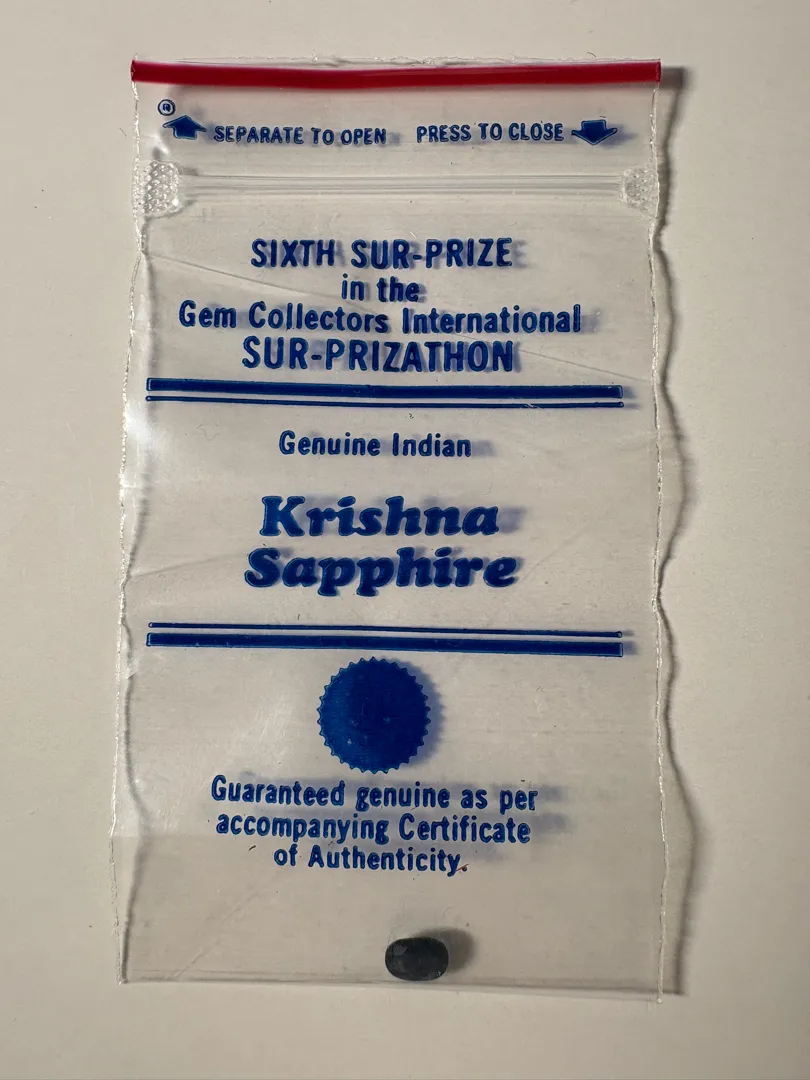 ®
SEPARATE TO OPEN PRESS TO CLOSE
SIXTH SUR-PRIZE
in the
Gem Collectors International
SUR-PRIZATHON
Genuine Indian
Krishna
Sapphire
Guaranteed genuine as per
accompanying Certificate
of Authenticity.